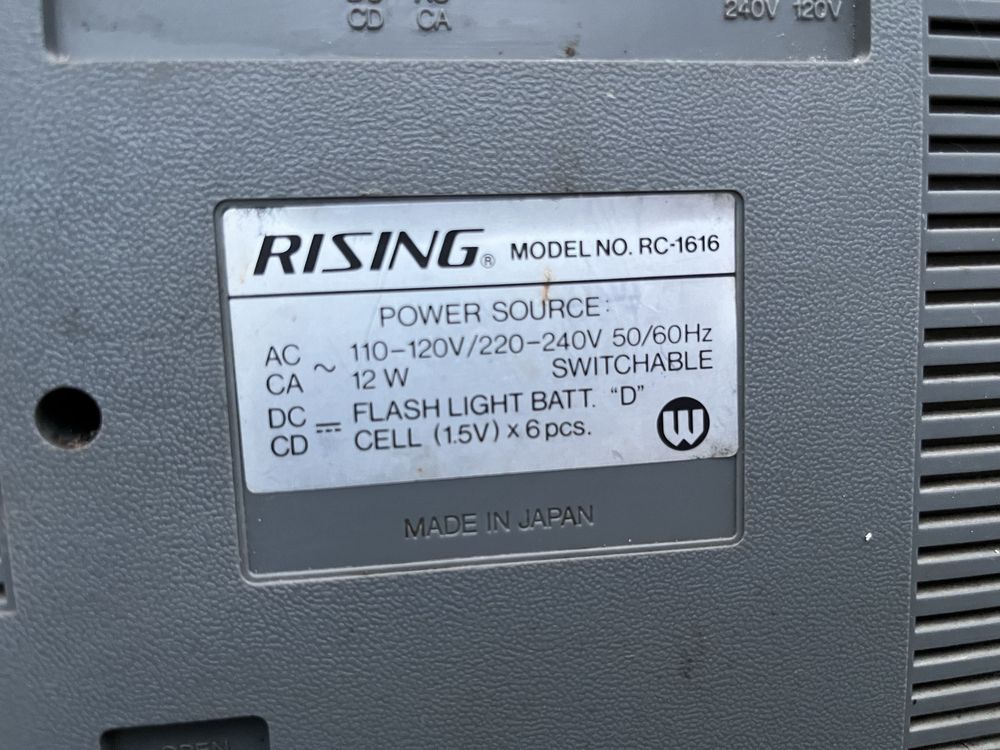 CD CA
240V 120V
RISING® MODEL NO. RC-1616
POWER SOURCE:
AC ~ 110-120V/220-240V 50/60Hz
CA 12 W SWITCHABLE
DC FLASH LIGHT BATT. “D”
CD CELL (1.5V) x 6 pcs.
MADE IN JAPAN